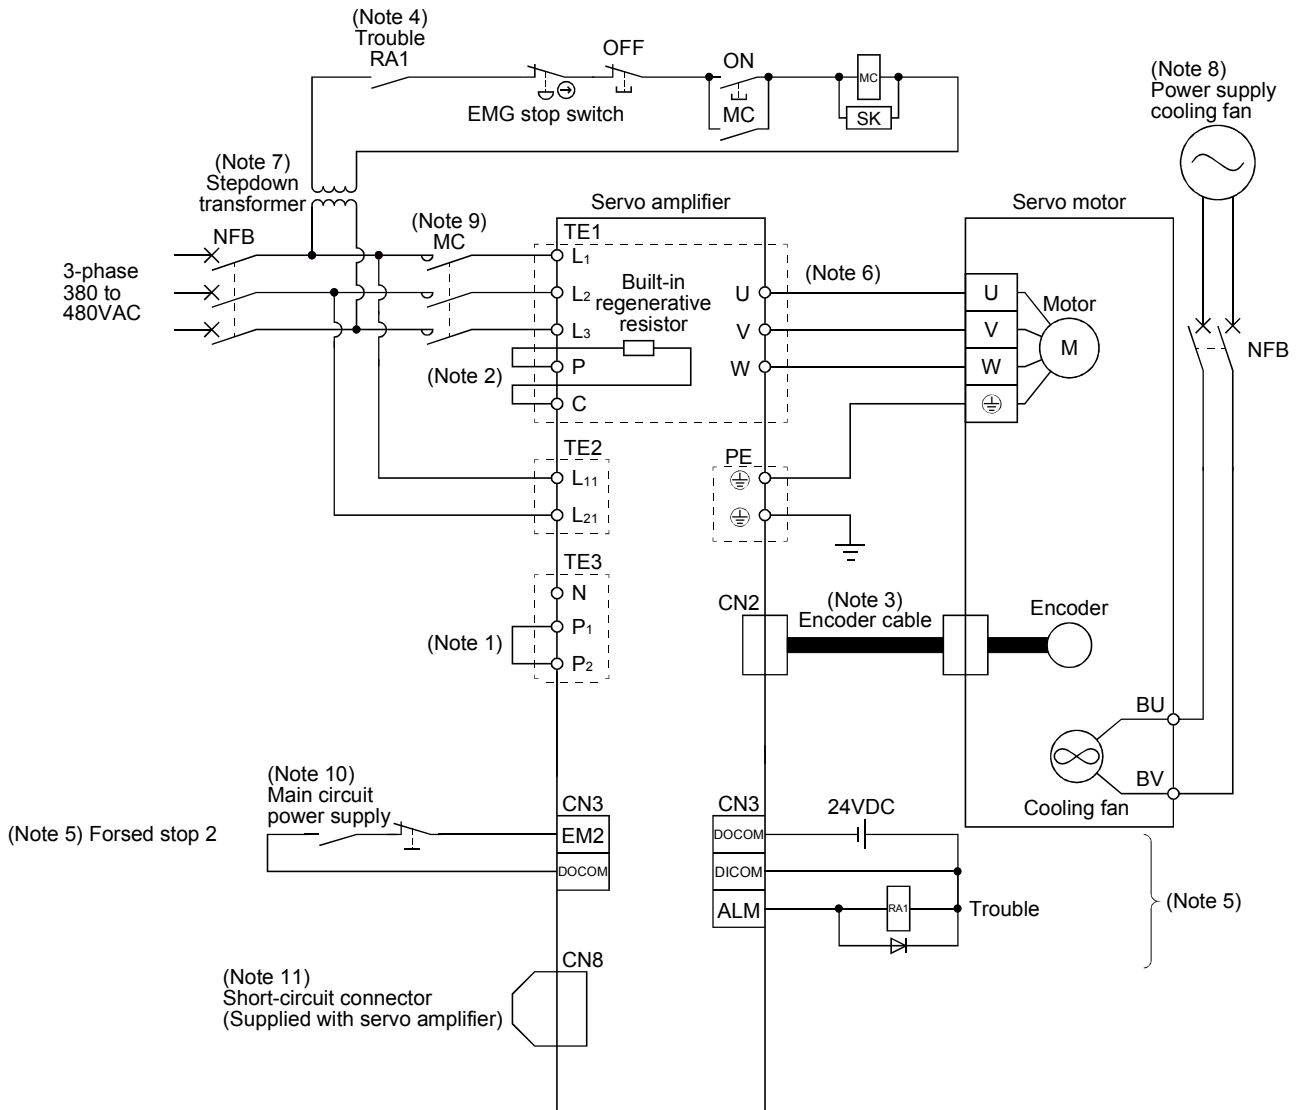 (Note 4)
Trouble
RA1
OFF
ON
MC
EMG stop switch
MC
SK
(Note 8)
Power supply
cooling fan
(Note 7)
Stepdown
transformer
NFB
(Note 9)
MC
Servo amplifier
Servo motor
TE1
3-phase
380 to
480VAC
L1
L2
L3
P
C
Built-in
regenerative
resistor
(Note 2)
U
V
W
(Note 6)
U
V
W
Motor
M
NFB
TE2
L11
L21
PE
TE3
N
P1
P2
(Note 1)
CN2
(Note 3)
Encoder cable
Encoder
BU
BV
Cooling fan
(Note 10)
Main circuit
power supply
(Note 5) Forsed stop 2
CN3
EM2
DOCOM
CN3
DOCOM
DICOM
ALM
24VDC
RA1
Trouble
(Note 5)
CN8
(Note 11)
Short-circuit connector
(Supplied with servo amplifier)